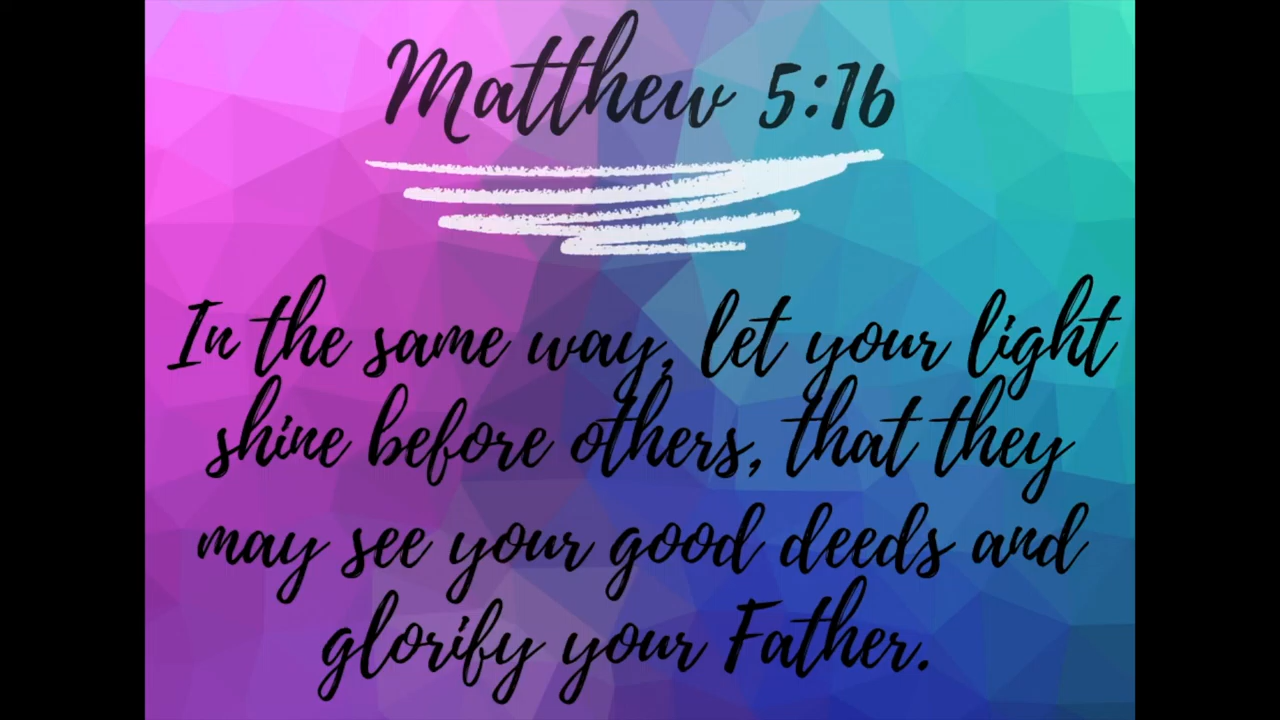 Matthew 5:16
In the same way, let your light
shine before others, that they
may see your good deeds and
glorify your Father.